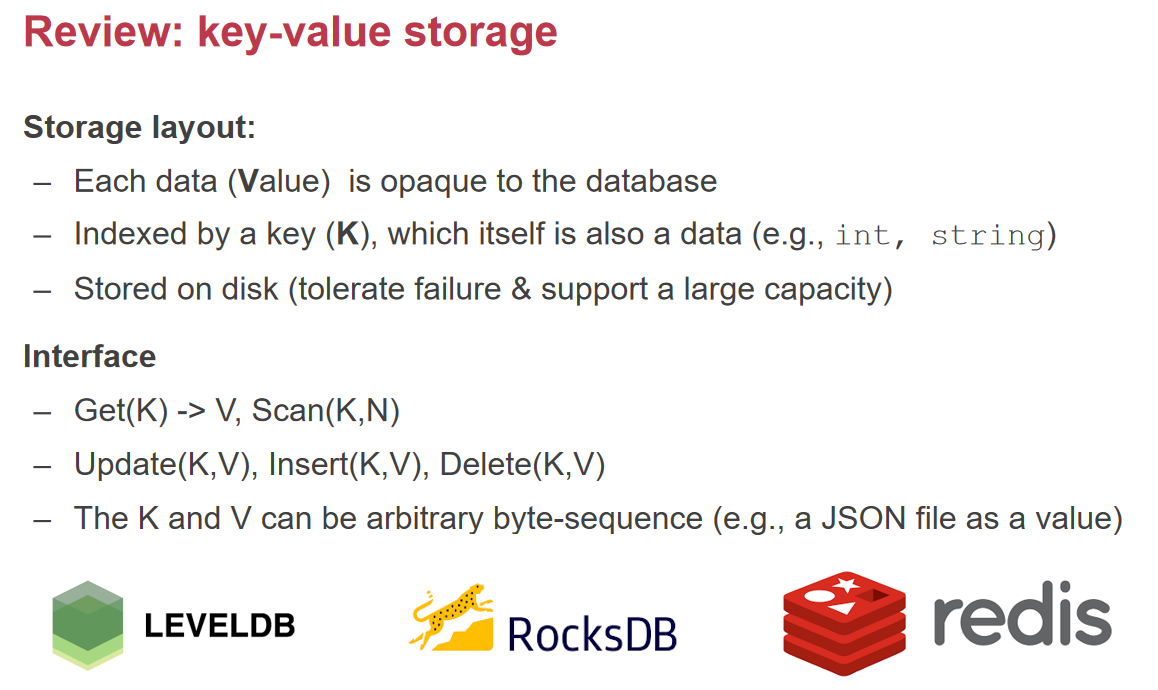 Review: key-value storage
Storage layout:
– Each data (Value)  is opaque to the database
– Indexed by a key (K), which itself is also a data (e.g., int, string)
– Stored on disk (tolerate failure & support a large capacity)
Interface
– Get(K) -> V, Scan(K,N)
– Update(K,V), Insert(K,V), Delete(K,V)
– The K and V can be arbitrary byte-sequence (e.g., a JSON file as a value)
LEVELDB RocksDB redis